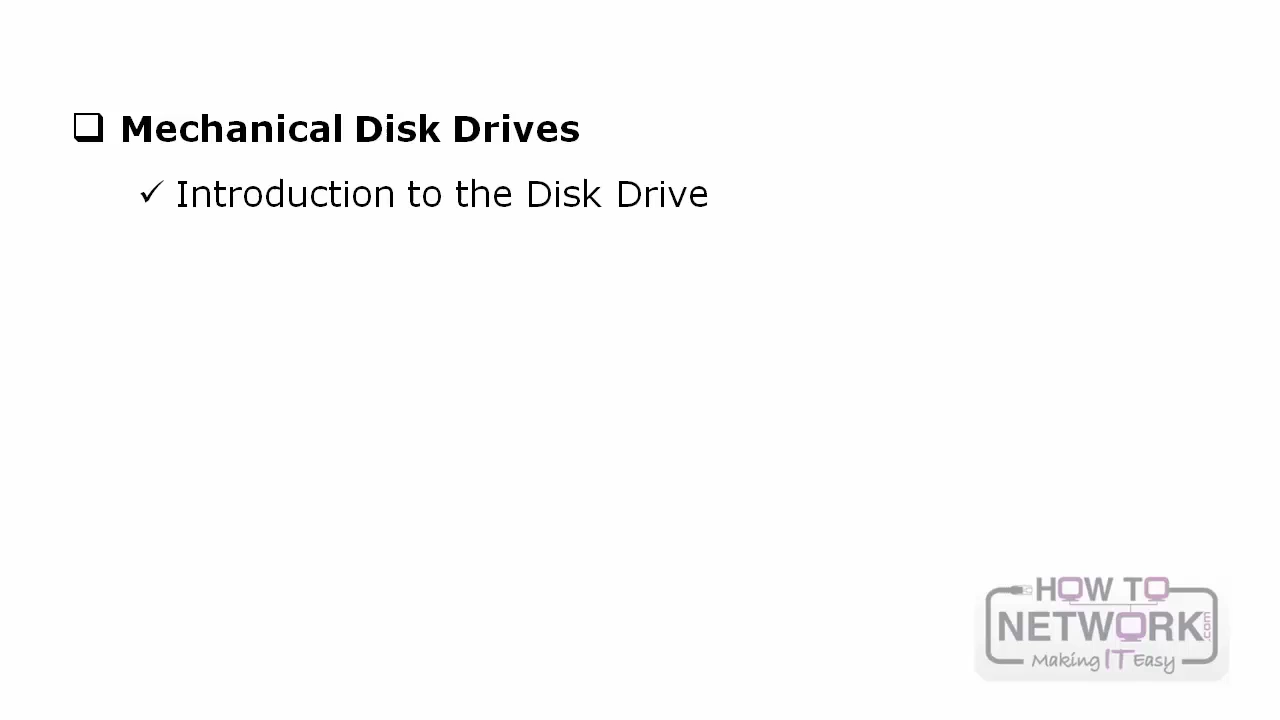 Mechanical Disk Drives
Introduction to the Disk Drive
HOW TO
NETWORK.com
Making IT Easy